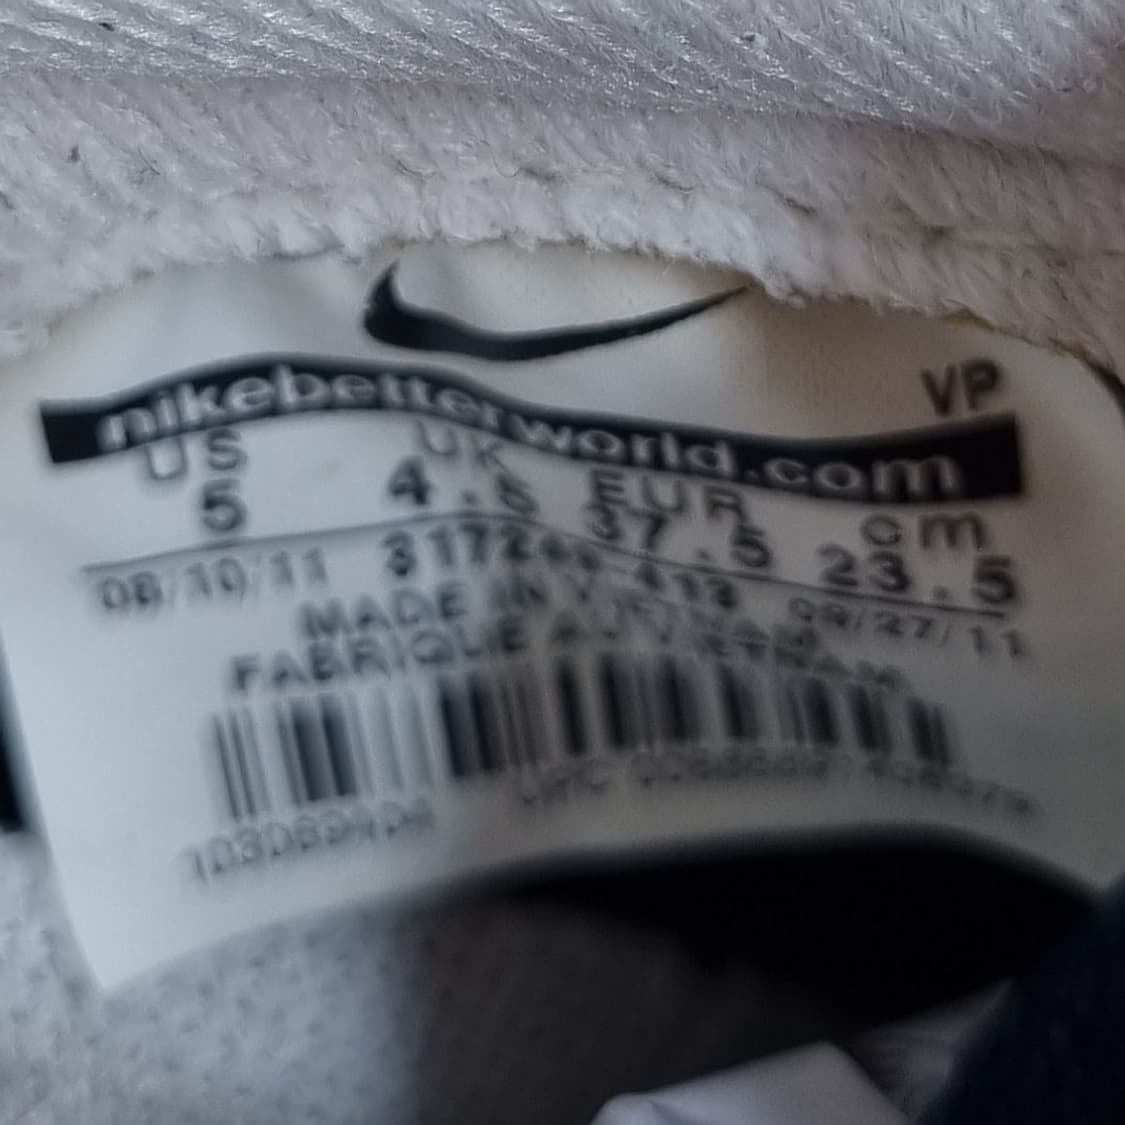 VP
nikebetterworld.com
US UK EUR cm
5 4.5 37.5 23.5
08/10/11 09/27/11
MADE IN VIETNAM
FABRIQUE AU VIETNAM
UPC